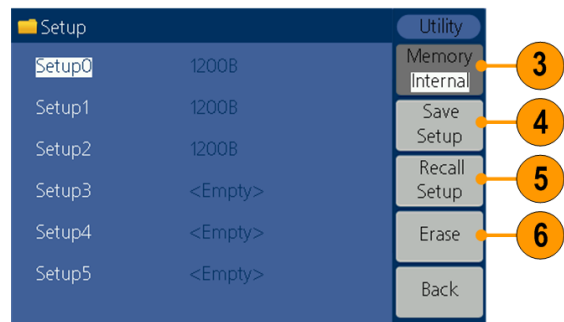 Setup
Setup0 1200B
Setup1 1200B
Setup2 1200B
Setup3 <Empty>
Setup4 <Empty>
Setup5 <Empty>
Utility
Memory
Internal
3
Save
Setup
4
Recall
Setup
5
Erase
6
Back